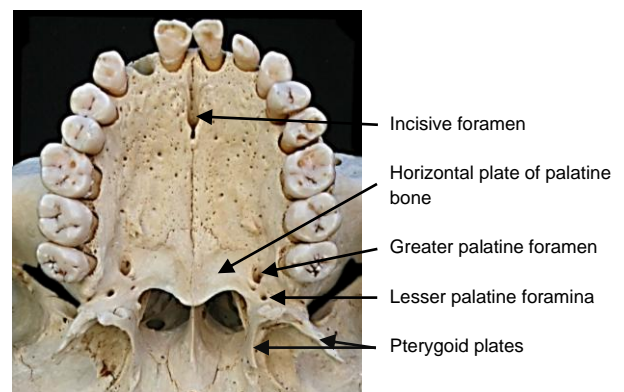 Incisive foramen
Horizontal plate of palatine
bone
Greater palatine foramen
Lesser palatine foramina
Pterygoid plates